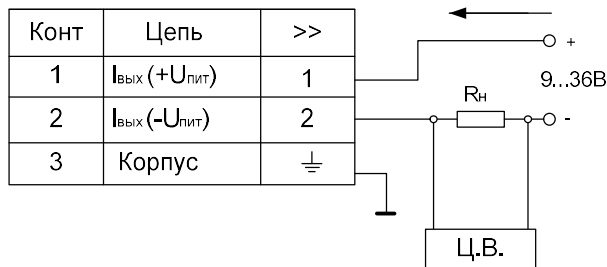 Конт Цепь >>
1 Iвых(+Uпит) 1
2 Iвых(-Uпит) 2
3 Корпус
+
9...36В
Rн
-
Ц.В.